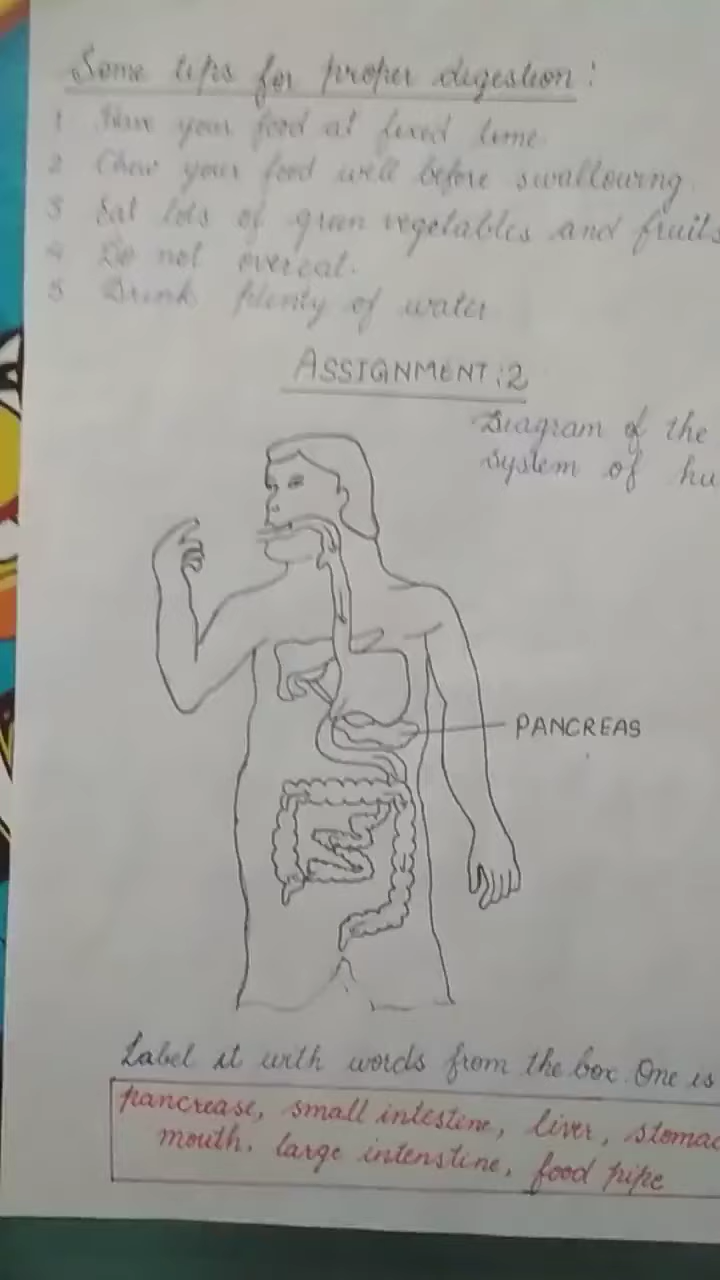 Some tips for proper digestion:
1 Have your food at fixed time.
2 Chew your food well before swallowing
3 Eat lots of green vegetables and fruits
4 Do not overeat.
5 Drink plenty of water
ASSIGNMENT:2
Diagram of the
system of hu
PANCREAS
Label it with words from the box. One is
pancrease, small intestine, liver, stomac
mouth, large intenstine, food pipe